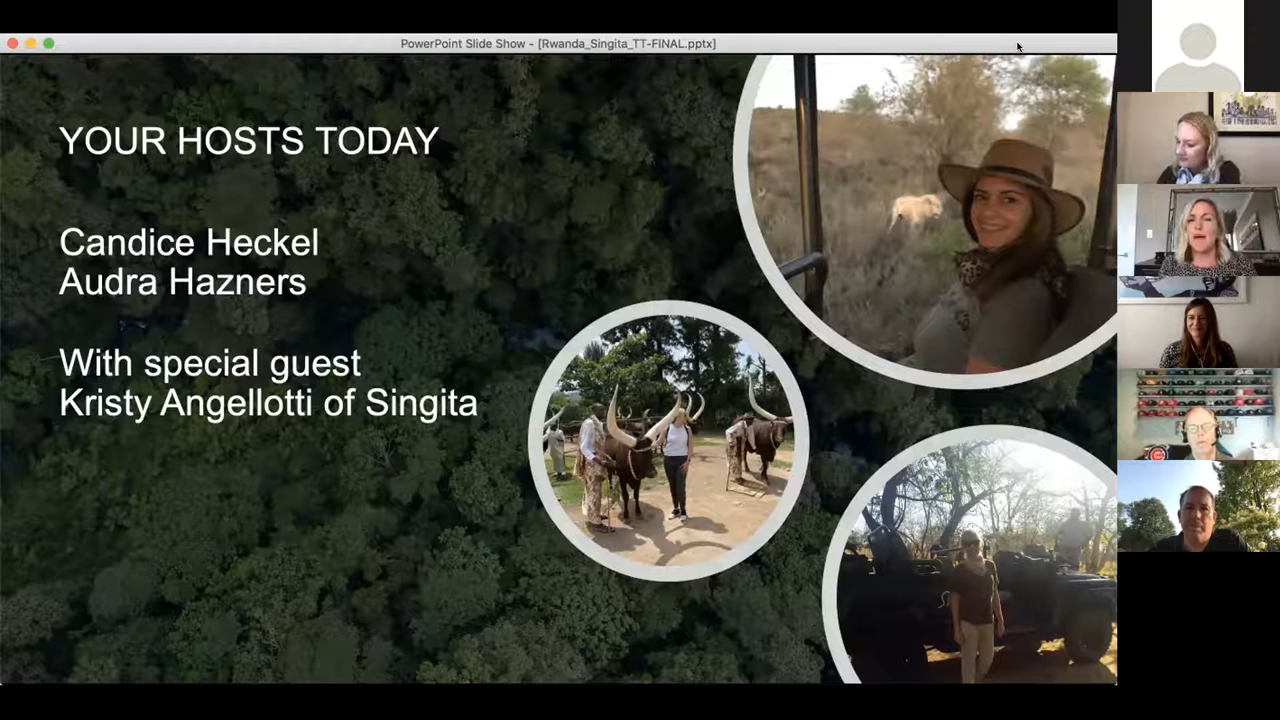 PowerPoint Slide Show - [Rwanda_Singita_TT-FINAL.pptx]
YOUR HOSTS TODAY
Candice Heckel
Audra Hazners
With special guest
Kristy Angellotti of Singita